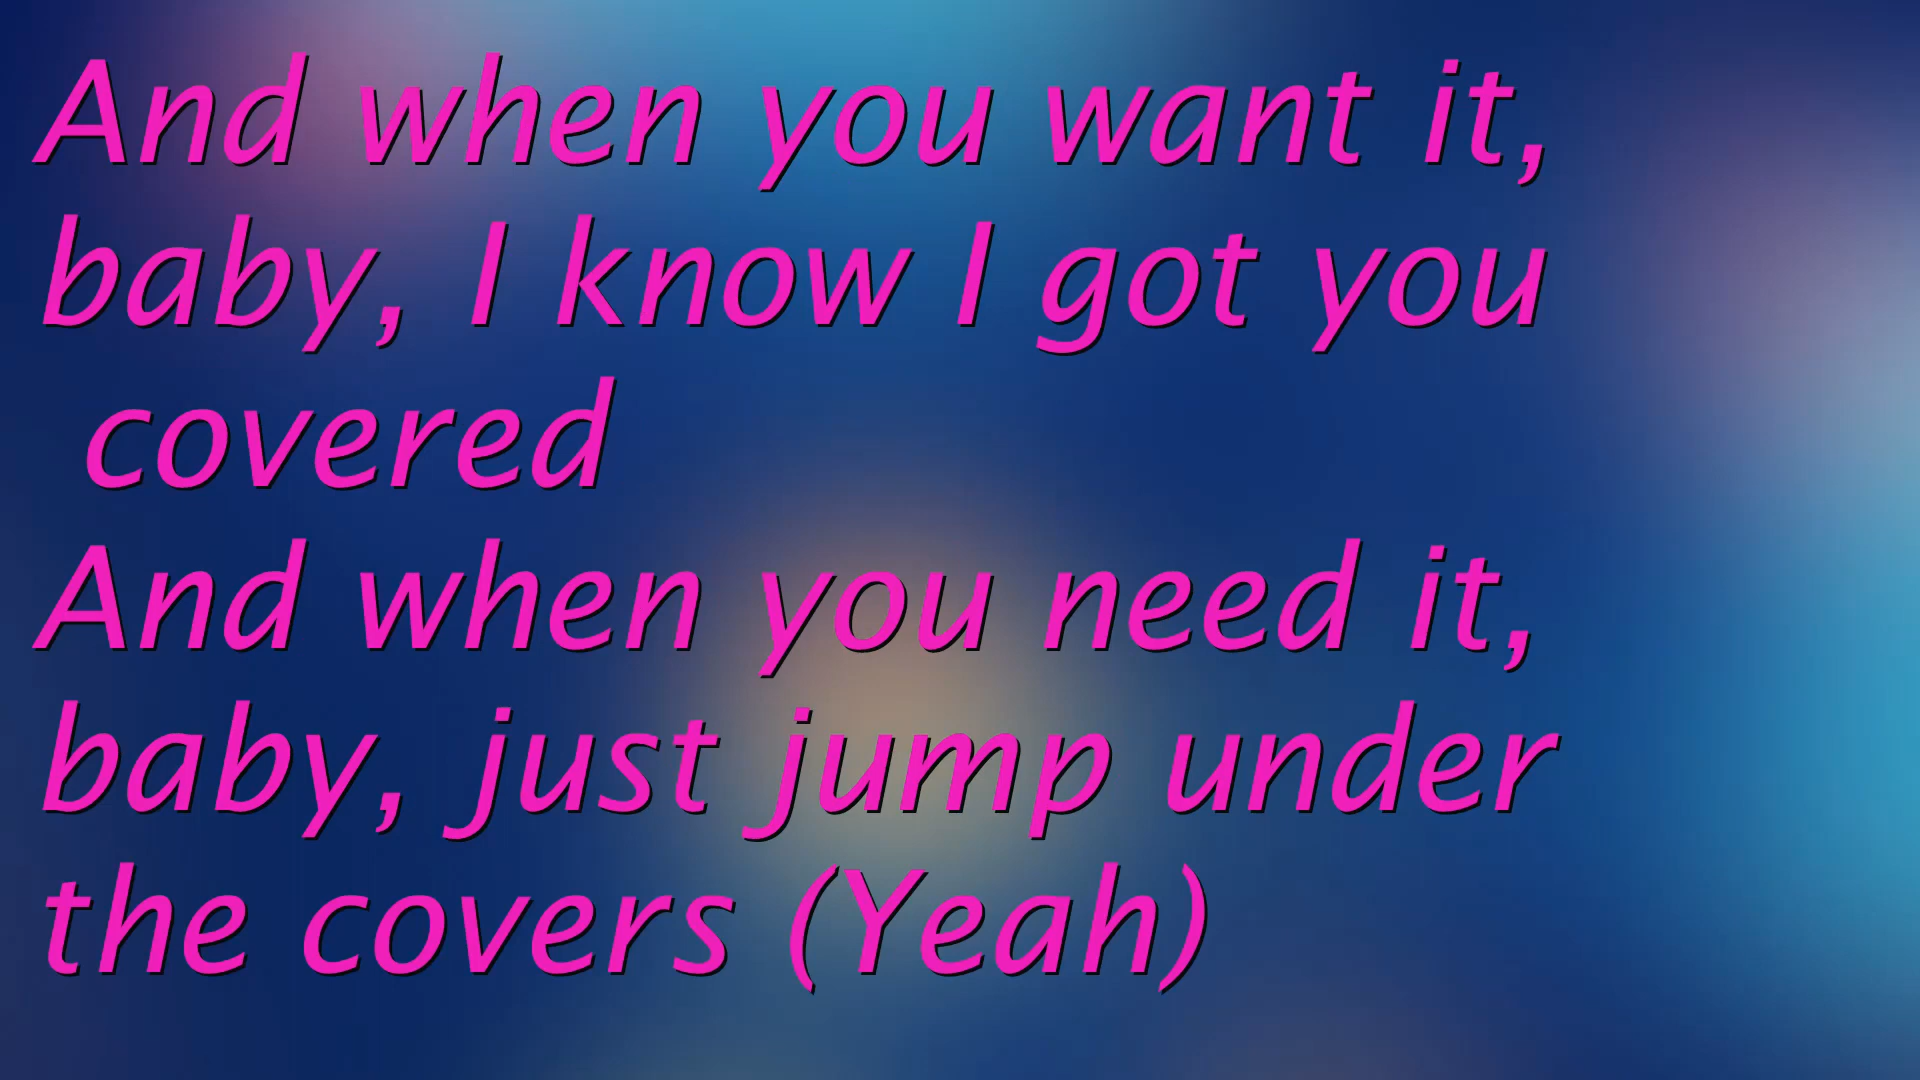 And when you want it,
baby, I know I got you
covered
And when you need it,
baby, just jump under
the covers (Yeah)